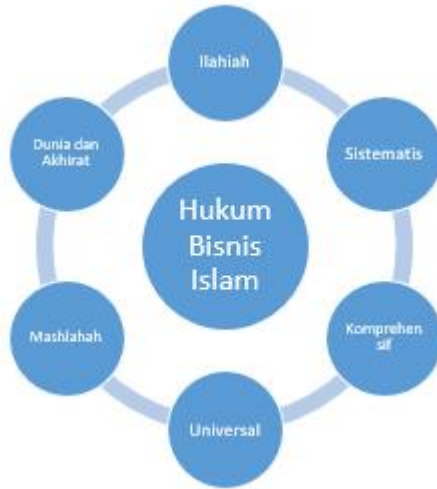 Ilahiah
Sistematis
Komprehen
sif
Universal
Mashlahah
Dunia dan
Akhirat
Hukum
Bisnis
Islam